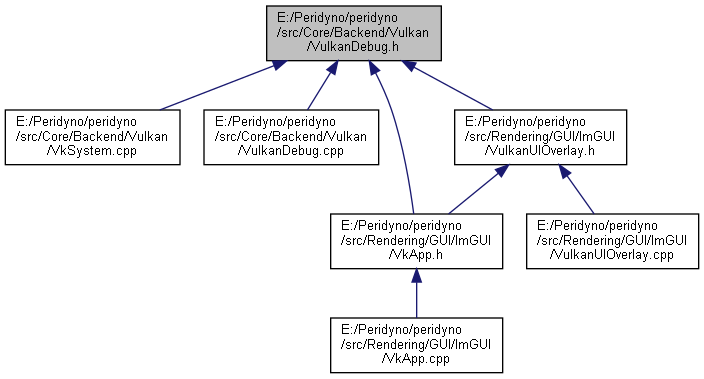 E:/Peridyno/peridyno
/src/Core/Backend/Vulkan
/VulkanDebug.h
E:/Peridyno/peridyno
/src/Core/Backend/Vulkan
/VkSystem.cpp
E:/Peridyno/peridyno
/src/Core/Backend/Vulkan
/VulkanDebug.cpp
E:/Peridyno/peridyno
/src/Rendering/GUI/ImGUI
/VulkanUIOverlay.h
E:/Peridyno/peridyno
/src/Rendering/GUI/ImGUI
/VkApp.h
E:/Peridyno/peridyno
/src/Rendering/GUI/ImGUI
/VulkanUIOverlay.cpp
E:/Peridyno/peridyno
/src/Rendering/GUI/ImGUI
/VkApp.cpp